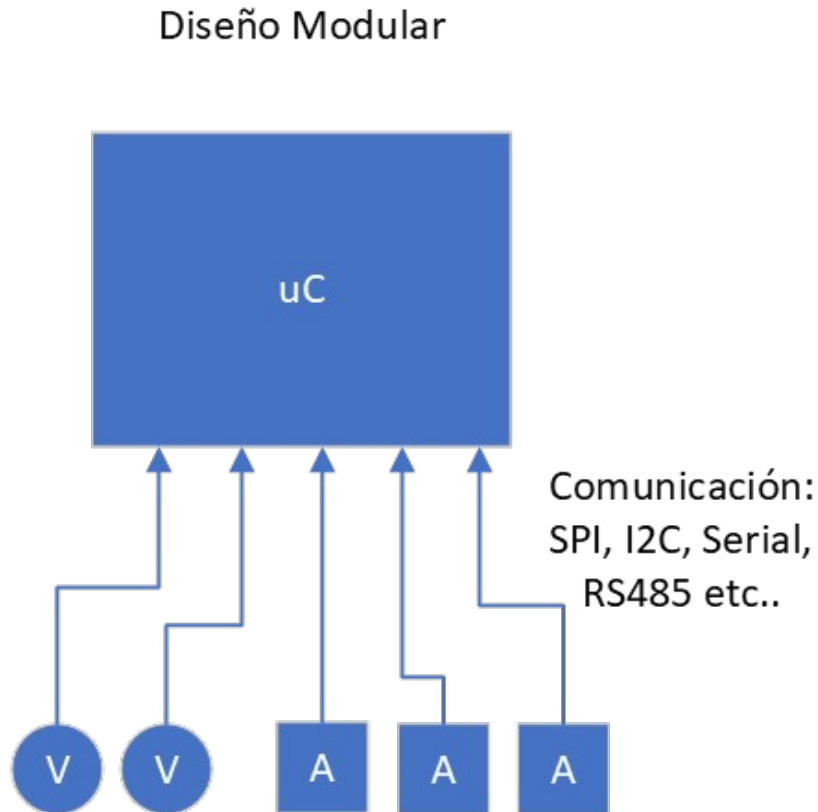 Diseño Modular
uC
Comunicación:
SPI, I2C, Serial,
RS485 etc..
V
V
A
A
A